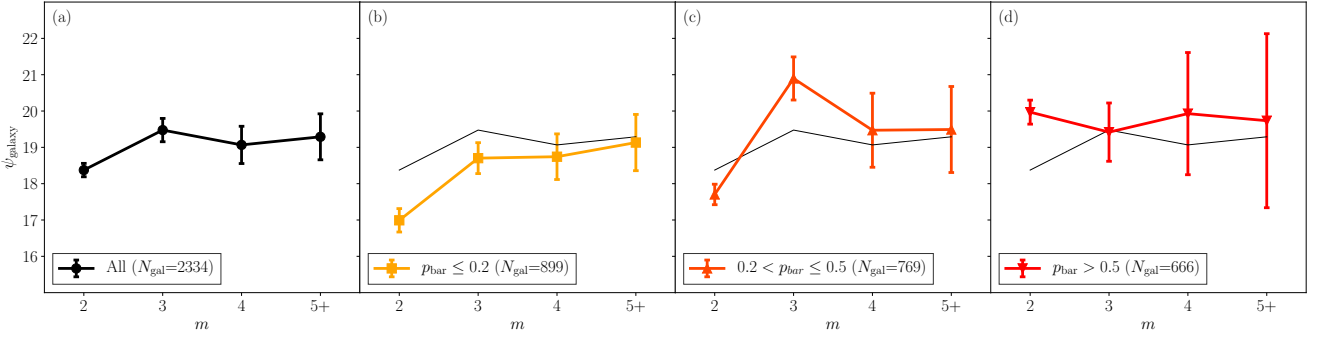 (a)
(b)
(c)
(d)
ψ_galaxy
22
21
20
19
18
17
16
All (N_gal=2334)
p_bar ≤ 0.2 (N_gal=899)
0.2 < p_bar ≤ 0.5 (N_gal=769)
p_bar > 0.5 (N_gal=666)
2 3 4 5+
2 3 4 5+
2 3 4 5+
2 3 4 5+
m
m
m
m